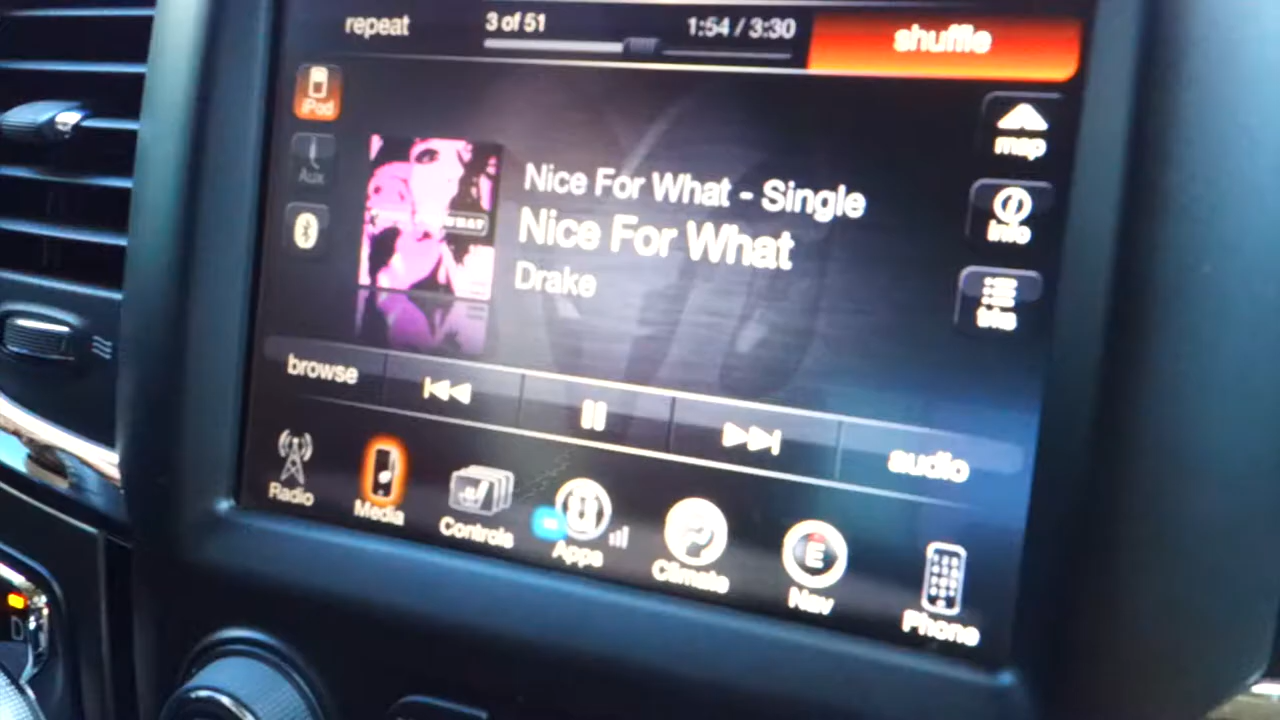 repeat
3 of 51
1:54 / 3:30
shuffle
iPod
map
Aux
Nice For What - Single
info
Nice For What
Drake
trks
browse
audio
Radio
Media
Controls
Apps
Climate
E
Nav
Phone
D